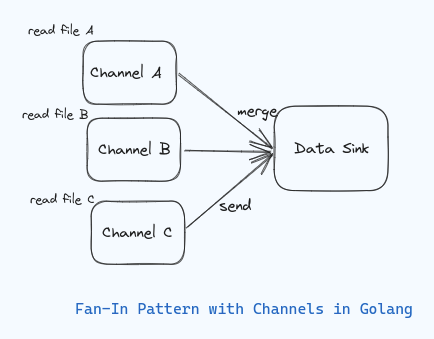 read file A
Channel A
read file B
merge
Channel B
Data Sink
read file C
send
Channel C
Fan-In Pattern with Channels in Golang